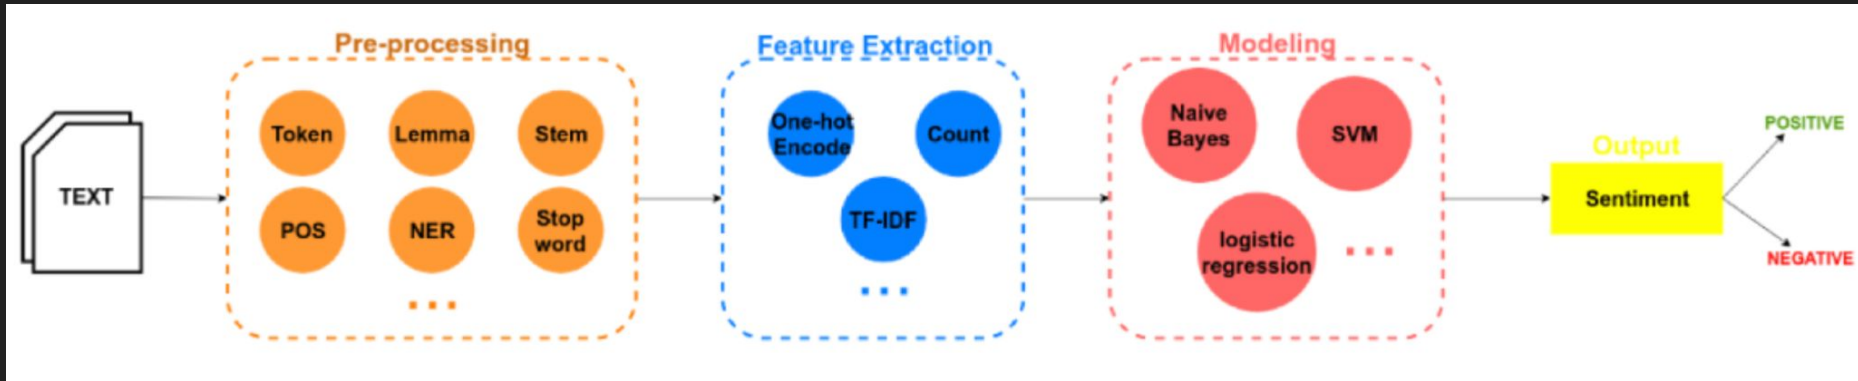 TEXT
Pre-processing
Token
Lemma
Stem
POS
NER
Stop
word
...
Feature Extraction
One-hot
Encode
Count
TF-IDF
...
Modeling
Naive
Bayes
SVM
logistic
regression
...
Output
Sentiment
POSITIVE
NEGATIVE